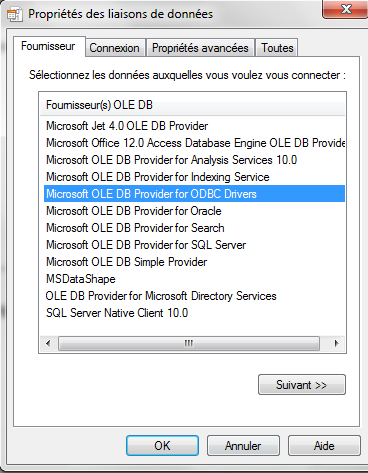 Propriétés des liaisons de données
Fournisseur Connexion Propriétés avancées Toutes
Sélectionnez les données auxquelles vous voulez vous connecter :
Fournisseur(s) OLE DB
Microsoft Jet 4.0 OLE DB Provider
Microsoft Office 12.0 Access Database Engine OLE DB Provide
Microsoft OLE DB Provider for Analysis Services 10.0
Microsoft OLE DB Provider for Indexing Service
Microsoft OLE DB Provider for ODBC Drivers
Microsoft OLE DB Provider for Oracle
Microsoft OLE DB Provider for Search
Microsoft OLE DB Provider for SQL Server
Microsoft OLE DB Simple Provider
MSDataShape
OLE DB Provider for Microsoft Directory Services
SQL Server Native Client 10.0
Suivant >>
OK Annuler Aide